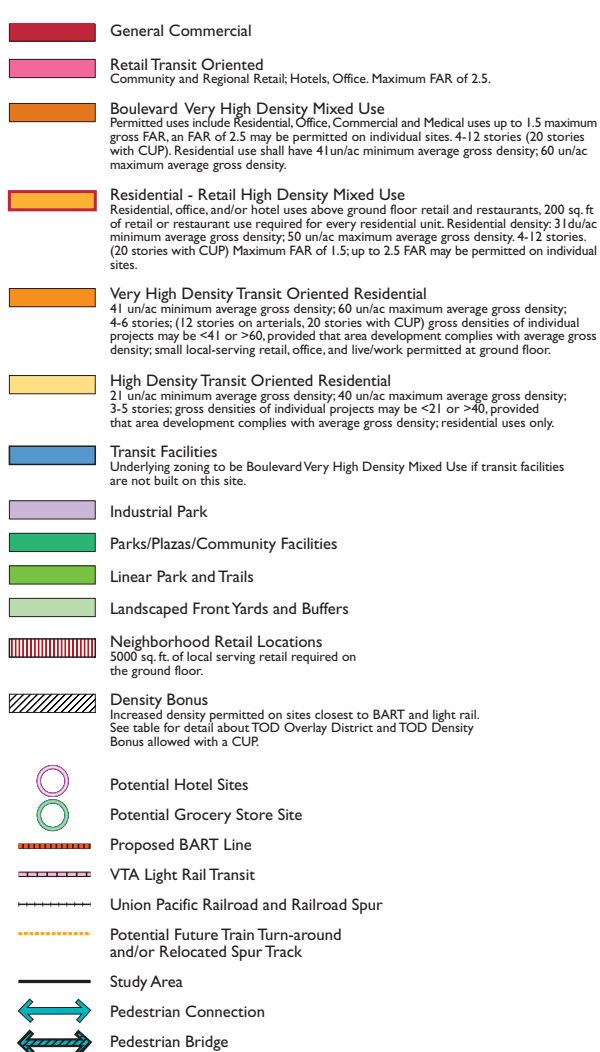 General Commercial
Retail Transit Oriented
Community and Regional Retail; Hotels, Office. Maximum FAR of 2.5.
Boulevard Very High Density Mixed Use
Permitted uses include Residential, Office, Commercial and Medical uses up to 1.5 maximum
gross FAR, an FAR of 2.5 may be permitted on individual sites. 4-12 stories (20 stories
with CUP). Residential use shall have 41un/ac minimum average gross density; 60 un/ac
maximum average gross density.
Residential - Retail High Density Mixed Use
Residential, office, and/or hotel uses above ground floor retail and restaurants, 200 sq. ft
of retail or restaurant use required for every residential unit. Residential density: 31du/ac
minimum average gross density; 50 un/ac maximum average gross density. 4-12 stories.
(20 stories with CUP) Maximum FAR of 1.5; up to 2.5 FAR may be permitted on individual
sites.
Very High Density Transit Oriented Residential
41 un/ac minimum average gross density; 60 un/ac maximum average gross density;
4-6 stories; (12 stories on arterials, 20 stories with CUP) gross densities of individual
projects may be <41 or >60, provided that area development complies with average gross
density; small local-serving retail, office, and live/work permitted at ground floor.
High Density Transit Oriented Residential
21 un/ac minimum average gross density; 40 un/ac maximum average gross density;
3-5 stories; gross densities of individual projects may be <21 or >40, provided
that area development complies with average gross density; residential uses only.
Transit Facilities
Underlying zoning to be Boulevard Very High Density Mixed Use if transit facilities
are not built on this site.
Industrial Park
Parks/Plazas/Community Facilities
Linear Park and Trails
Landscaped Front Yards and Buffers
Neighborhood Retail Locations
5000 sq. ft. of local serving retail required on
the ground floor.
Density Bonus
Increased density permitted on sites closest to BART and light rail.
See table for detail about TOD Overlay District and TOD Density
Bonus allowed with a CUP.
Potential Hotel Sites
Potential Grocery Store Site
Proposed BART Line
VTA Light Rail Transit
Union Pacific Railroad and Railroad Spur
Potential Future Train Turn-around
and/or Relocated Spur Track
Study Area
Pedestrian Connection
Pedestrian Bridge